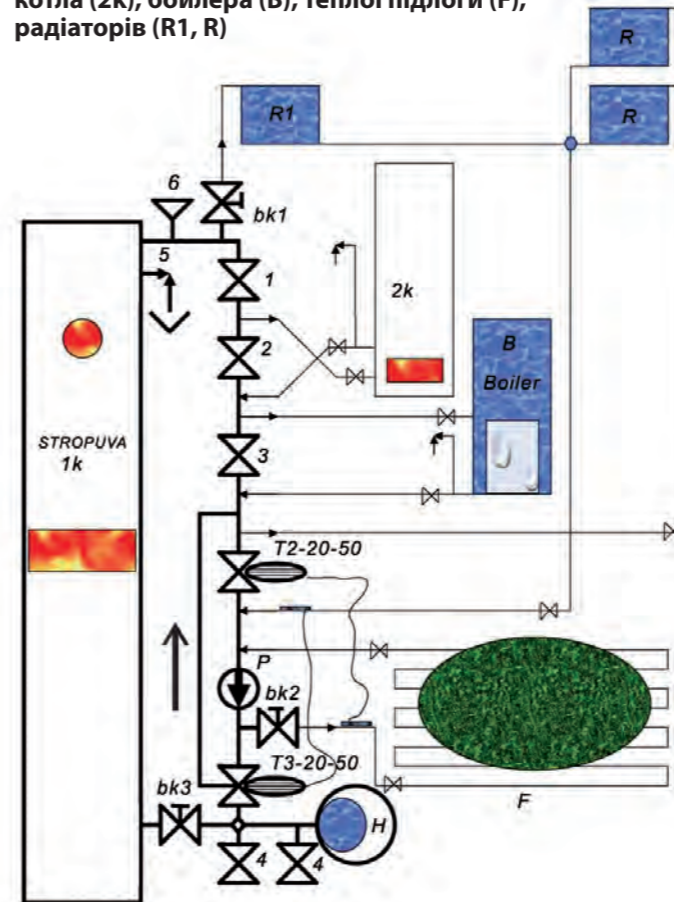 котла (2k), бойлера (B), теплої підлоги (F),
радіаторів (R1, R)
R
R1
R
6
bk1
5
1
2k
2
B
Boiler
STROPUVA
1k
3
T2-20-50
P
bk2
T3-20-50
bk3
F
H
4
4